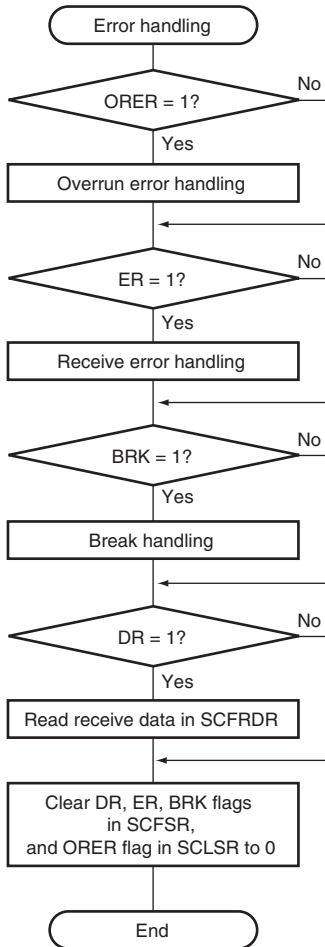 Error handling
ORER = 1?
No
Yes
Overrun error handling
ER = 1?
No
Yes
Receive error handling
BRK = 1?
No
Yes
Break handling
DR = 1?
No
Yes
Read receive data in SCFRDR
Clear DR, ER, BRK flags
in SCFSR,
and ORER flag in SCLSR to 0
End